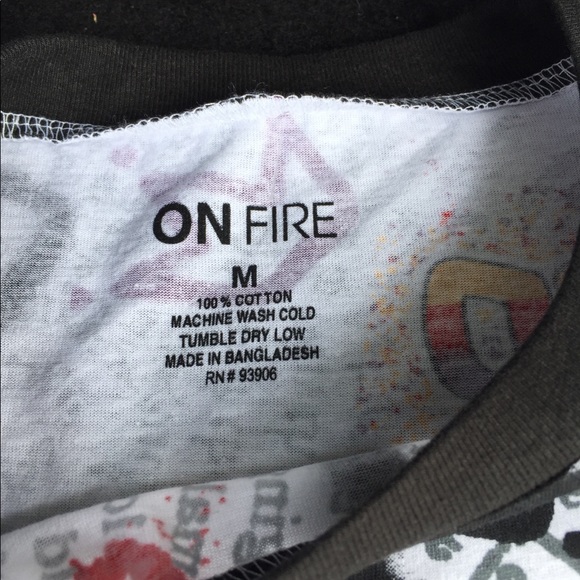 ON FIRE
M
100% COTTON
MACHINE WASH COLD
TUMBLE DRY LOW
MADE IN BANGLADESH
RN# 93906